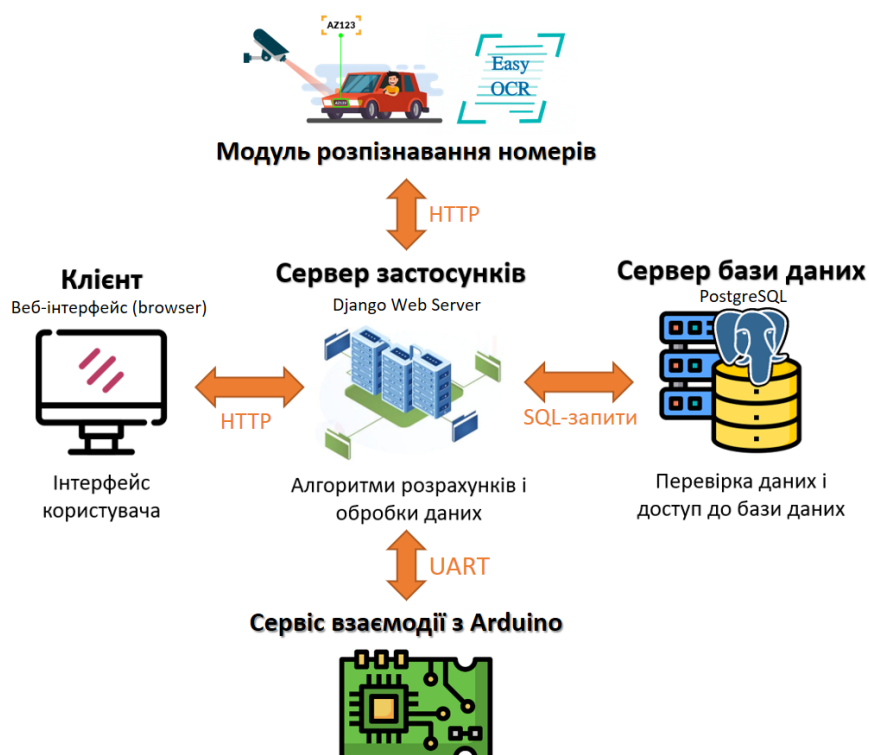 AZ123
Easy
OCR
Модуль розпізнавання номерів
HTTP
Клієнт
Веб-інтерфейс (browser)
Сервер застосунків
Django Web Server
Сервер бази даних
PostgreSQL
HTTP
SQL-запити
Інтерфейс
користувача
Алгоритми розрахунків і
обробки даних
Перевірка даних і
доступ до бази даних
UART
Сервіс взаємодії з Arduino